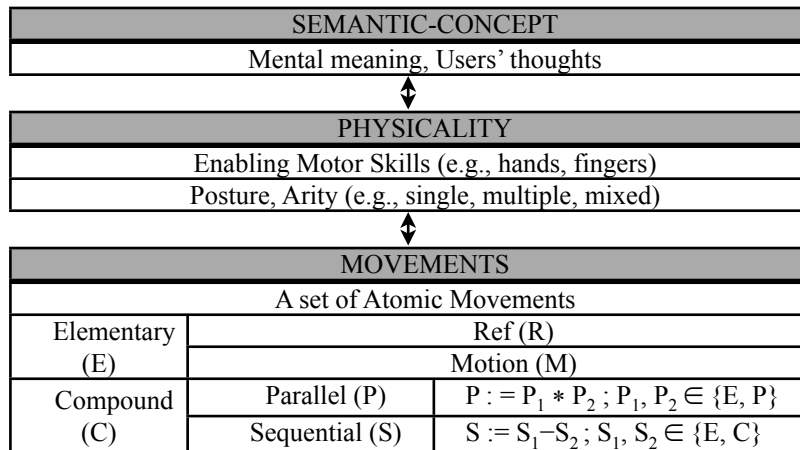 SEMANTIC-CONCEPT
Mental meaning, Users’ thoughts
PHYSICALITY
Enabling Motor Skills (e.g., hands, fingers)
Posture, Arity (e.g., single, multiple, mixed)
MOVEMENTS
A set of Atomic Movements
Elementary
(E)
Ref (R)
Motion (M)
Compound
(C)
Parallel (P)
P : = P₁ * P₂ ; P₁, P₂ ∈ {E, P}
Sequential (S)
S := S₁−S₂ ; S₁, S₂ ∈ {E, C}